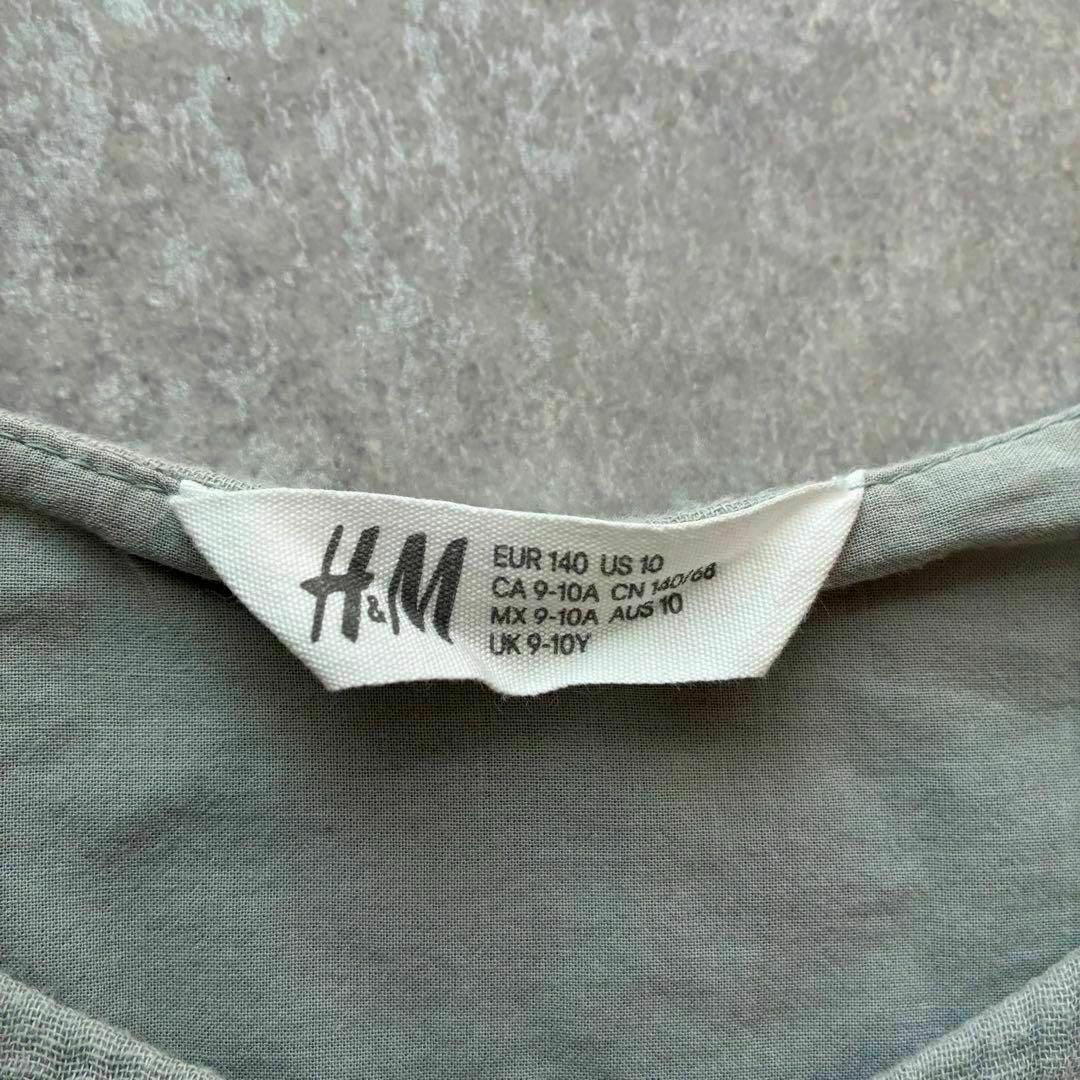 H&M
EUR 140 US 10
CA 9-10A CN 140/68
MX 9-10A AUS 10
UK 9-10Y